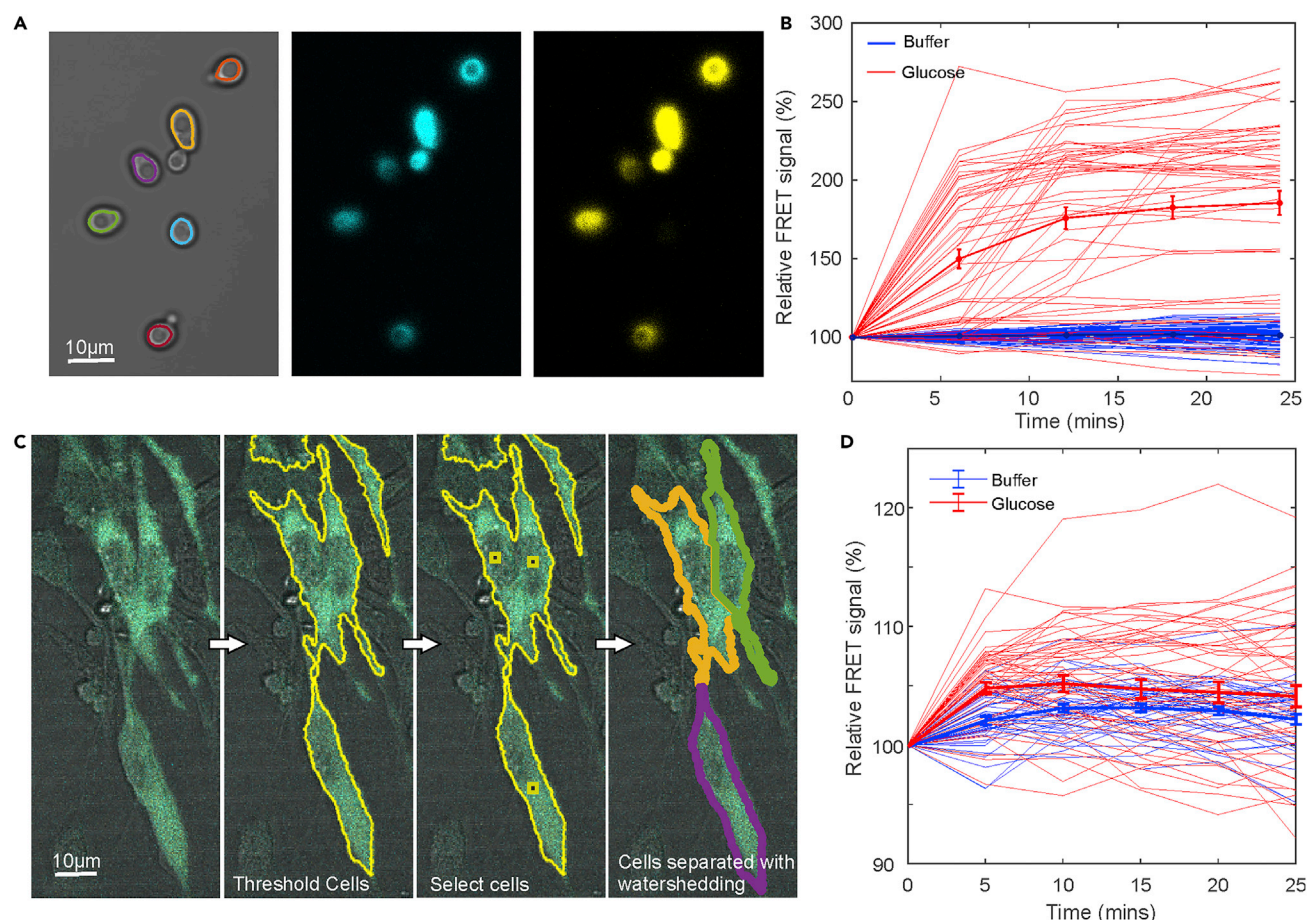 A
10µm
B
Relative FRET signal (%)
300
250
200
150
100
Buffer
Glucose
0 5 10 15 20 25
Time (mins)
C
10µm
Threshold Cells
Select cells
Cells separated with
watershedding
D
Relative FRET signal (%)
120
110
100
90
Buffer
Glucose
0 5 10 15 20 25
Time (mins)